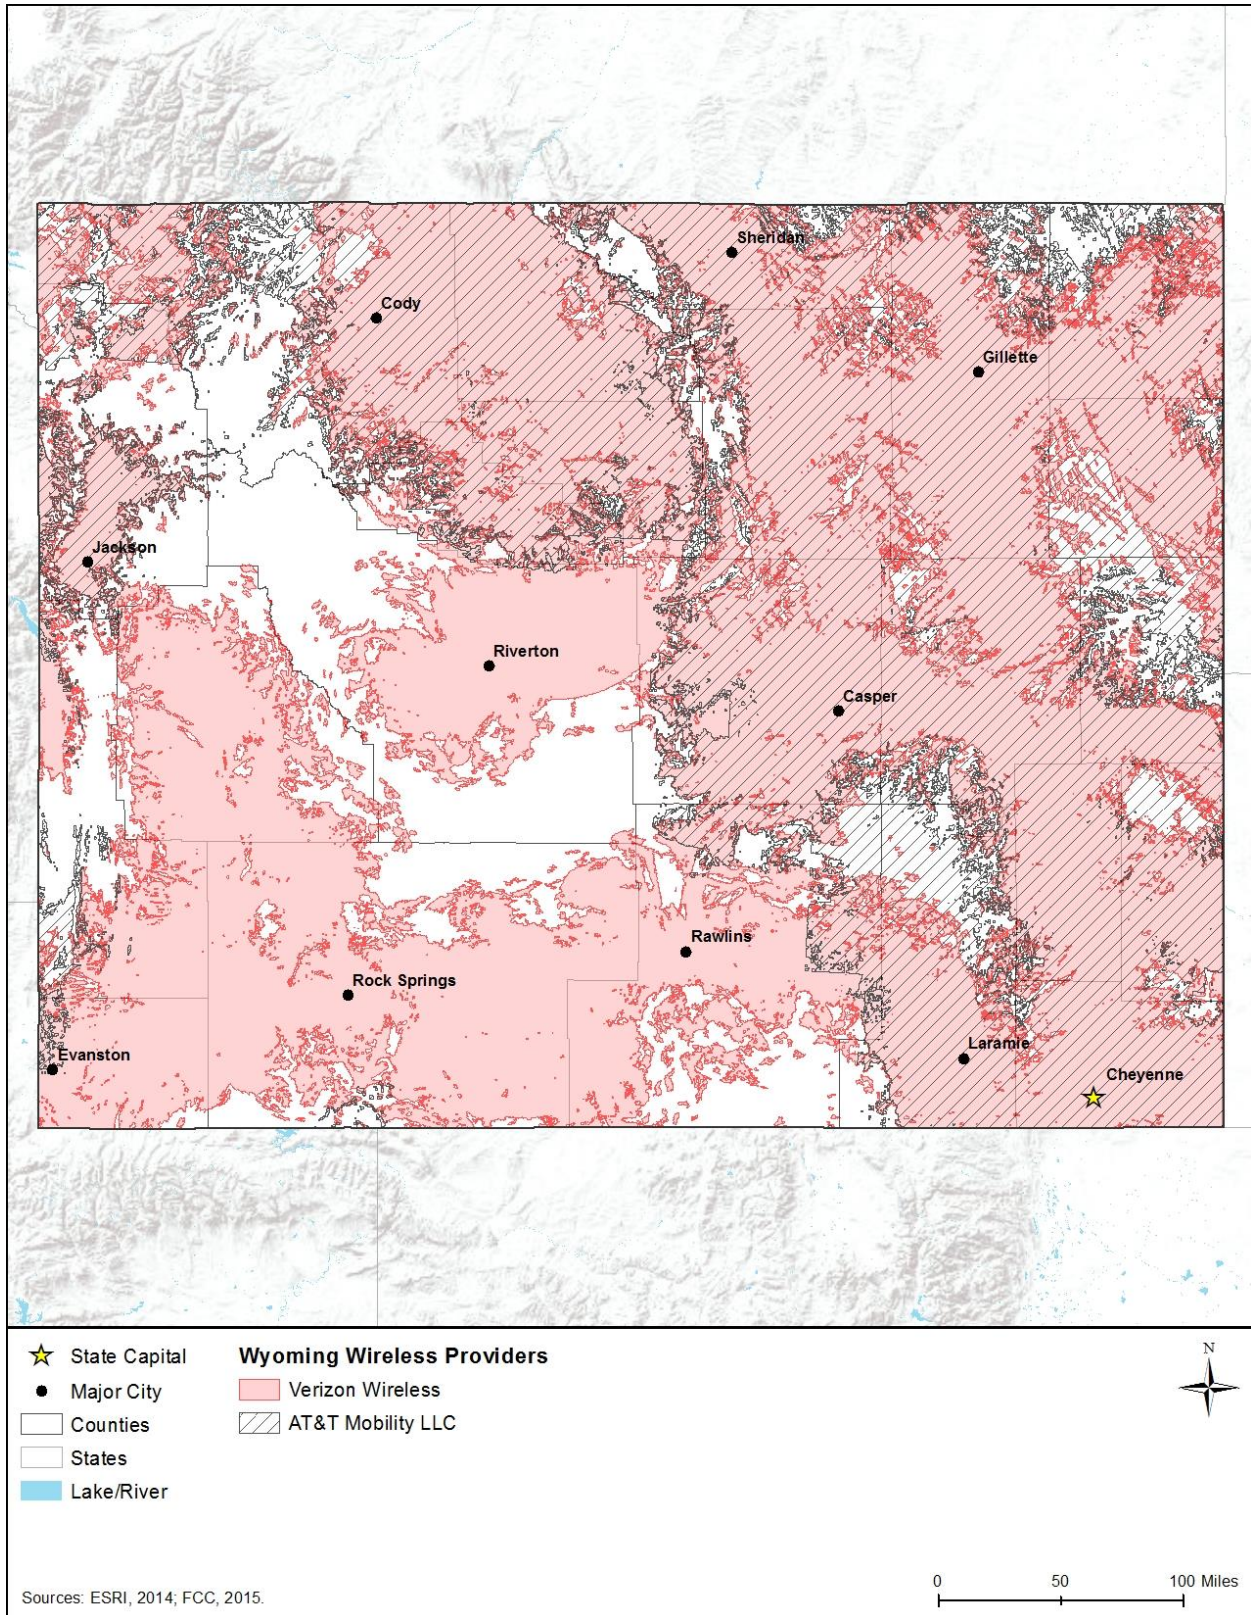 Sheridan
Cody
Gillette
Jackson
Riverton
Casper
Rawlins
Rock Springs
Evanston
Laramie
Cheyenne
State Capital
Major City
Counties
States
Lake/River
Wyoming Wireless Providers
Verizon Wireless
AT&T Mobility LLC
N
Sources: ESRI, 2014; FCC, 2015.
0 50 100 Miles